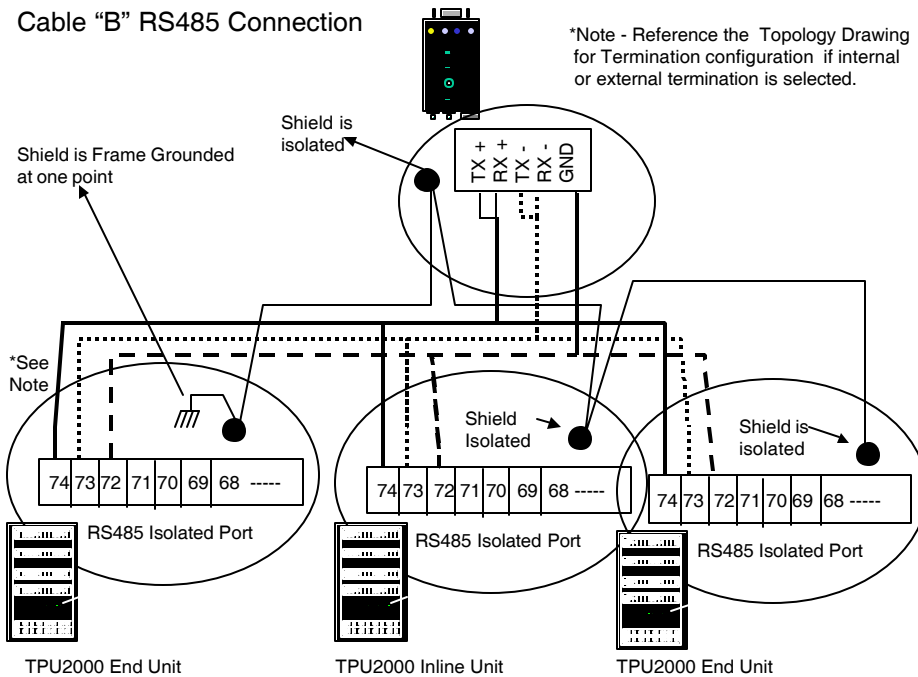 Cable “B” RS485 Connection
*Note - Reference the Topology Drawing
for Termination configuration if internal
or external termination is selected.
Shield is
isolated
TX +
RX +
TX -
RX -
GND
Shield is Frame Grounded
at one point
*See
Note
Shield
Isolated
Shield is
isolated
74 73 72 71 70 69 68 -----
74 73 72 71 70 69 68 -----
74 73 72 71 70 69 68 -----
RS485 Isolated Port
RS485 Isolated Port
RS485 Isolated Port
TPU2000 End Unit
TPU2000 Inline Unit
TPU2000 End Unit